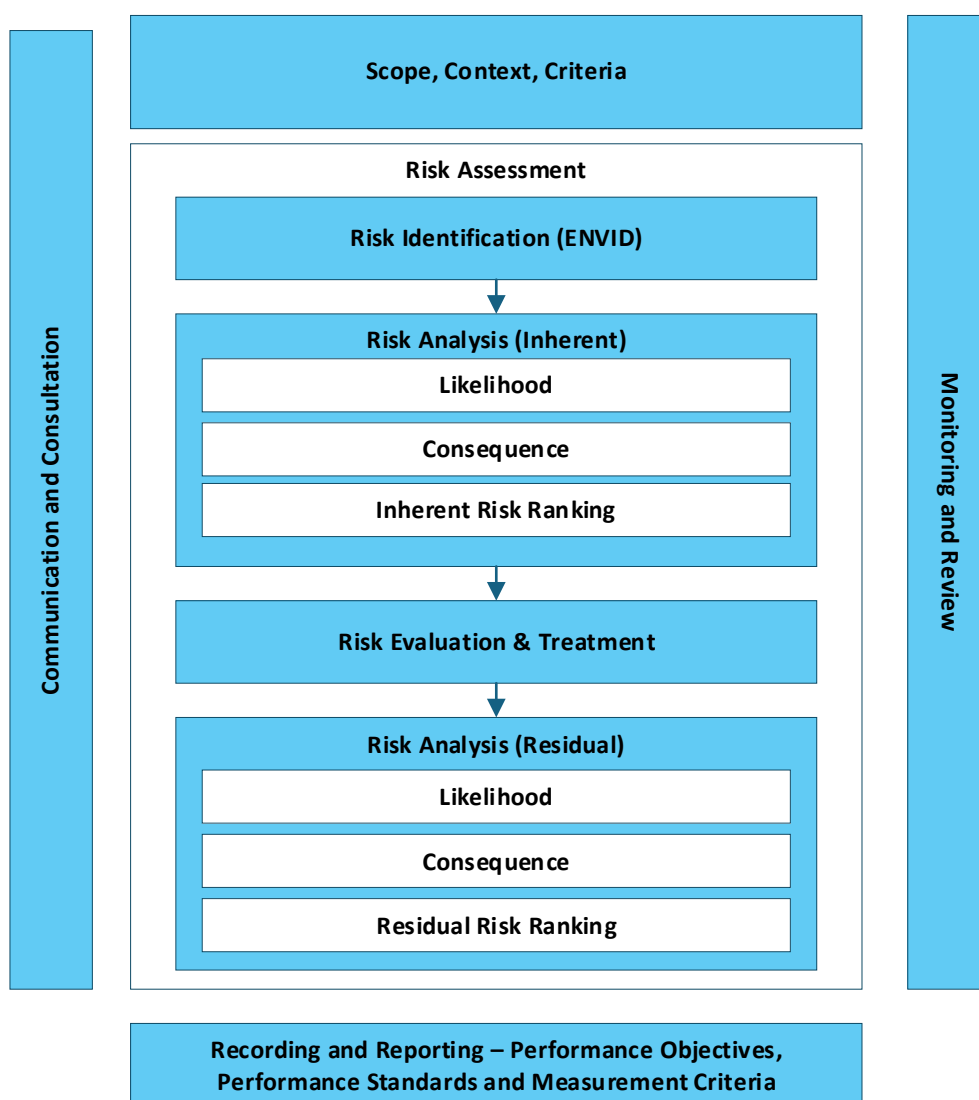 Scope, Context, Criteria
Communication and Consultation
Risk Assessment
Risk Identification (ENVID)
Risk Analysis (Inherent)
Likelihood
Consequence
Inherent Risk Ranking
Risk Evaluation & Treatment
Risk Analysis (Residual)
Likelihood
Consequence
Residual Risk Ranking
Monitoring and Review
Recording and Reporting – Performance Objectives,
Performance Standards and Measurement Criteria